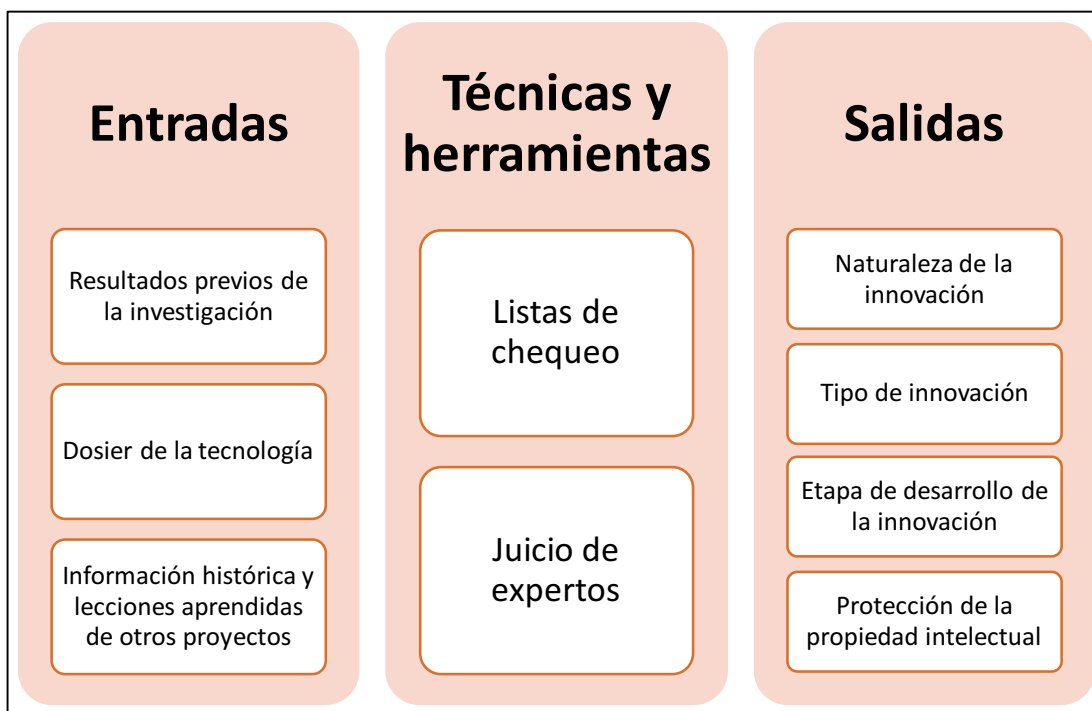 Entradas
Resultados previos de
la investigación
Dosier de la tecnología
Información histórica y
lecciones aprendidas
de otros proyectos
Técnicas y
herramientas
Listas de
chequeo
Juicio de
expertos
Salidas
Naturaleza de la
innovación
Tipo de innovación
Etapa de desarrollo de
la innovación
Protección de la
propiedad intelectual